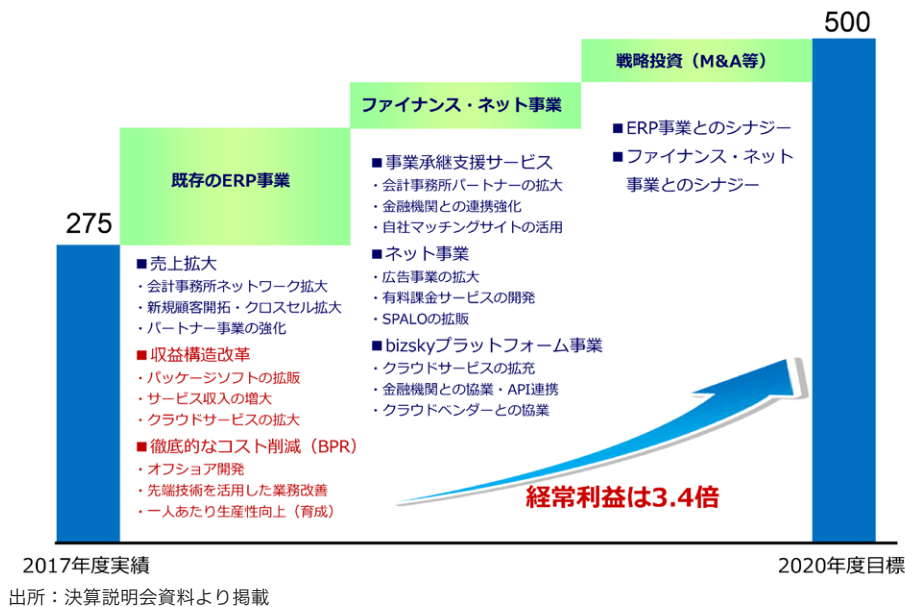 500
戦略投資（M&A等）
ファイナンス・ネット事業
■ERP事業とのシナジー
■ファイナンス・ネット
事業とのシナジー
既存のERP事業
■事業承継支援サービス
・会計事務所パートナーの拡大
・金融機関との連携強化
・自社マッチングサイトの活用
275
■ネット事業
・広告事業の拡大
・有料課金サービスの開発
・SPALOの拡販
■売上拡大
・会計事務所ネットワーク拡大
・新規顧客開拓・クロスセル拡大
・パートナー事業の強化
■bizskyプラットフォーム事業
・クラウドサービスの拡充
・金融機関との協業・API連携
・クラウドベンダーとの協業
■収益構造改革
・パッケージソフトの拡販
・サービス収入の増大
・クラウドサービスの拡大
■徹底的なコスト削減（BPR）
・オフショア開発
・先端技術を活用した業務改善
・一人あたり生産性向上（育成）
経常利益は3.4倍
2017年度実績
2020年度目標
出所：決算説明会資料より掲載